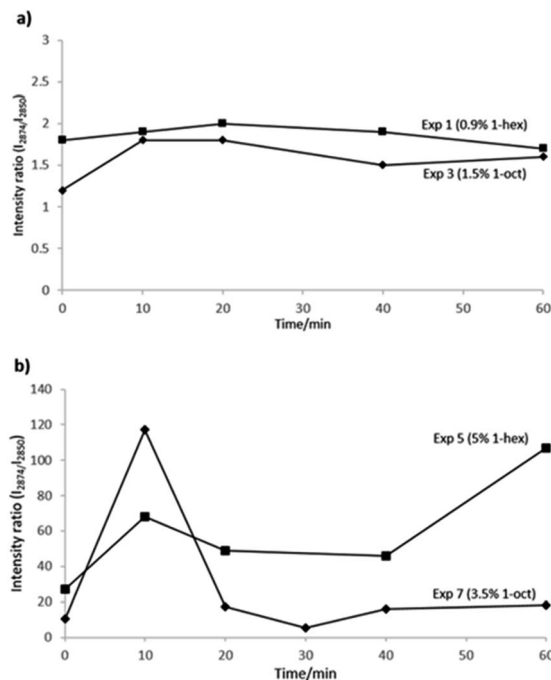 a)
3
2.5
2
1.5
1
0.5
0
Intensity ratio (I2874/I2850)
Exp 1 (0.9% 1-hex)
Exp 3 (1.5% 1-oct)
0 10 20 30 40 50 60
Time/min
b)
140
120
100
80
60
40
20
0
Intensity ratio (I2874/I2850)
Exp 5 (5% 1-hex)
Exp 7 (3.5% 1-oct)
0 10 20 30 40 50 60
Time/min